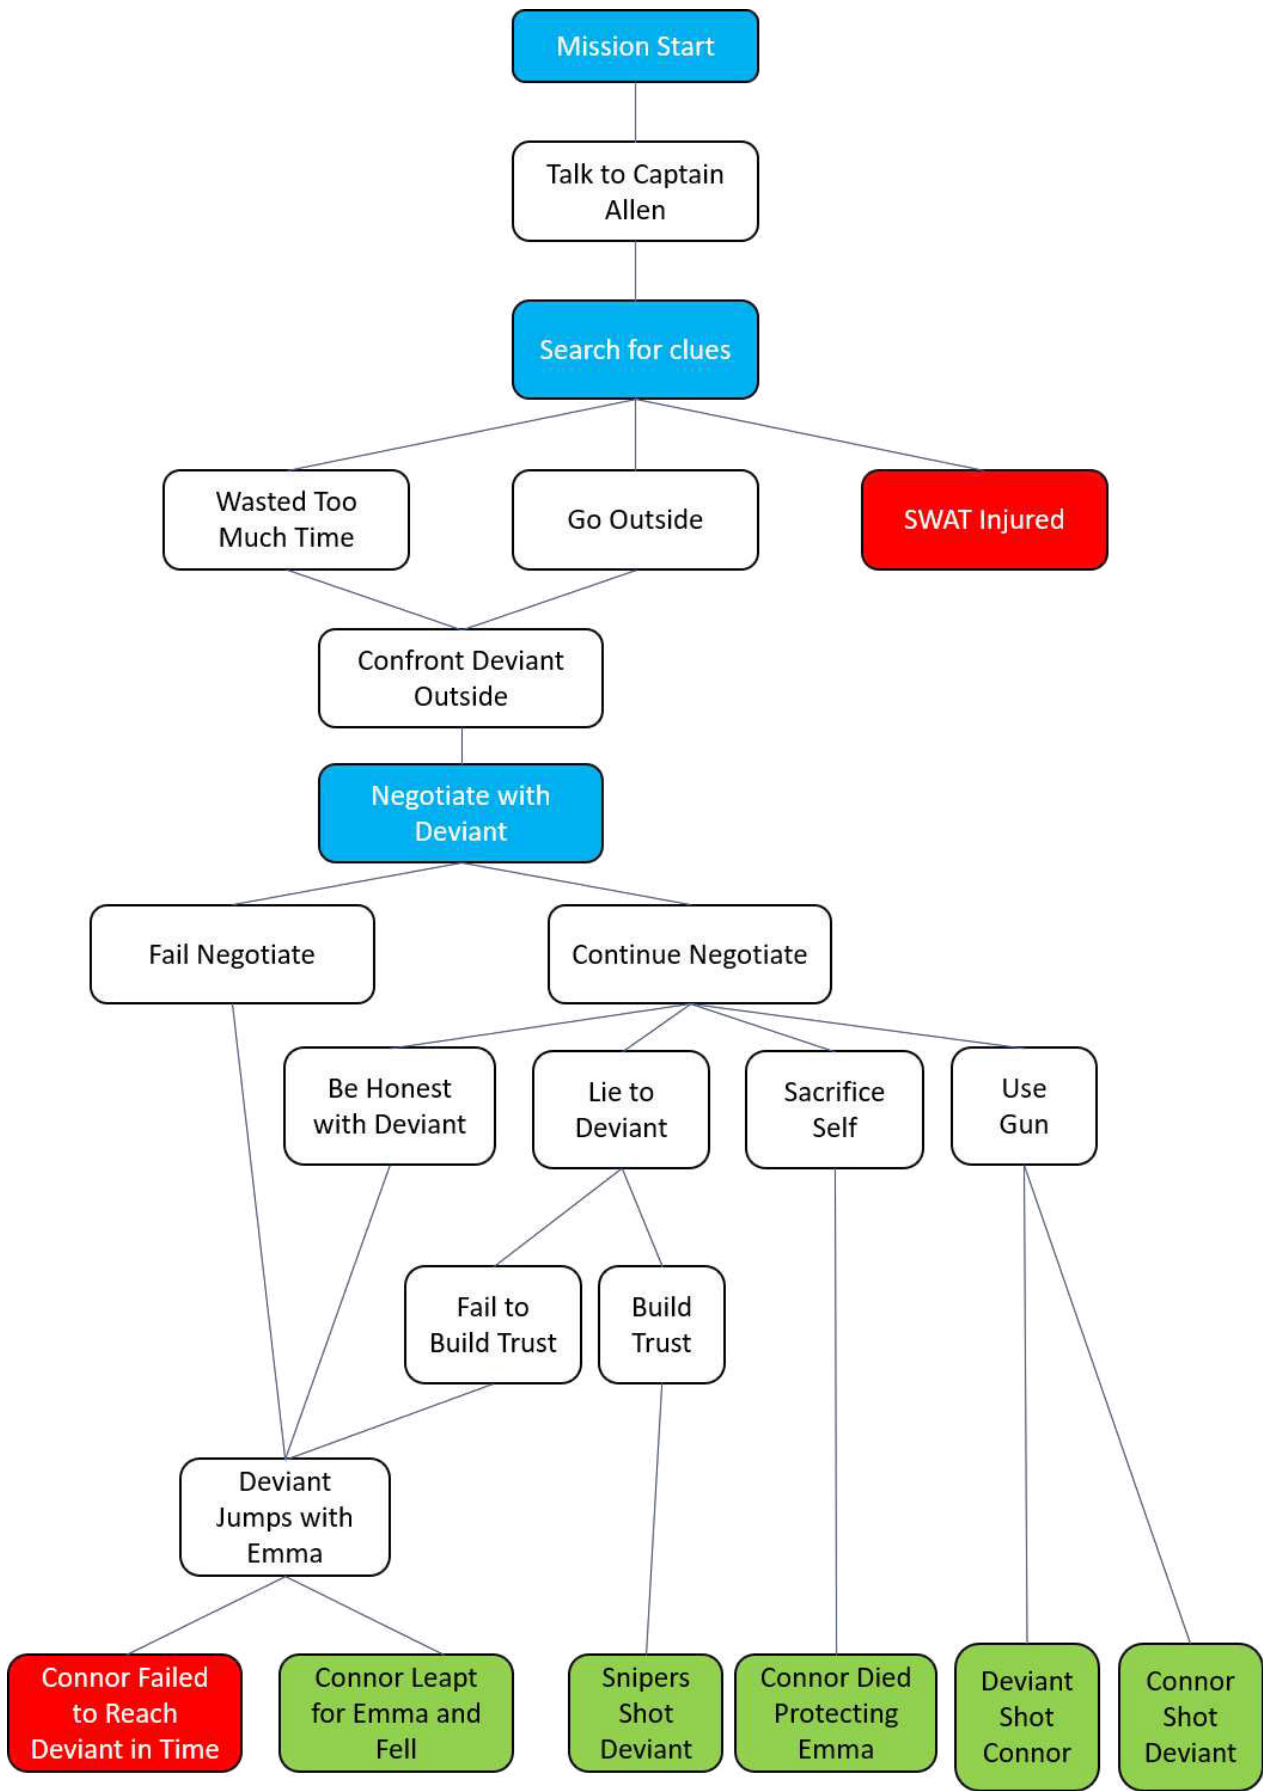 Mission Start
Talk to Captain
Allen
Search for clues
Wasted Too
Much Time
Go Outside
SWAT Injured
Confront Deviant
Outside
Negotiate with
Deviant
Fail Negotiate
Continue Negotiate
Be Honest
with Deviant
Lie to
Deviant
Sacrifice
Self
Use
Gun
Fail to
Build Trust
Build
Trust
Deviant
Jumps with
Emma
Connor Failed
to Reach
Deviant in Time
Connor Leapt
for Emma and
Fell
Snipers
Shot
Deviant
Connor Died
Protecting
Emma
Deviant
Shot
Connor
Connor
Shot
Deviant